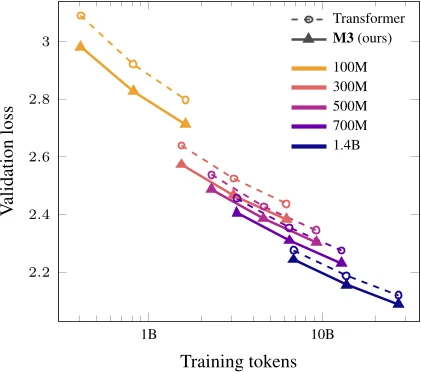 Transformer
M3 (ours)
100M
300M
500M
700M
1.4B
3
2.8
2.6
2.4
2.2
Validation loss
1B
10B
Training tokens